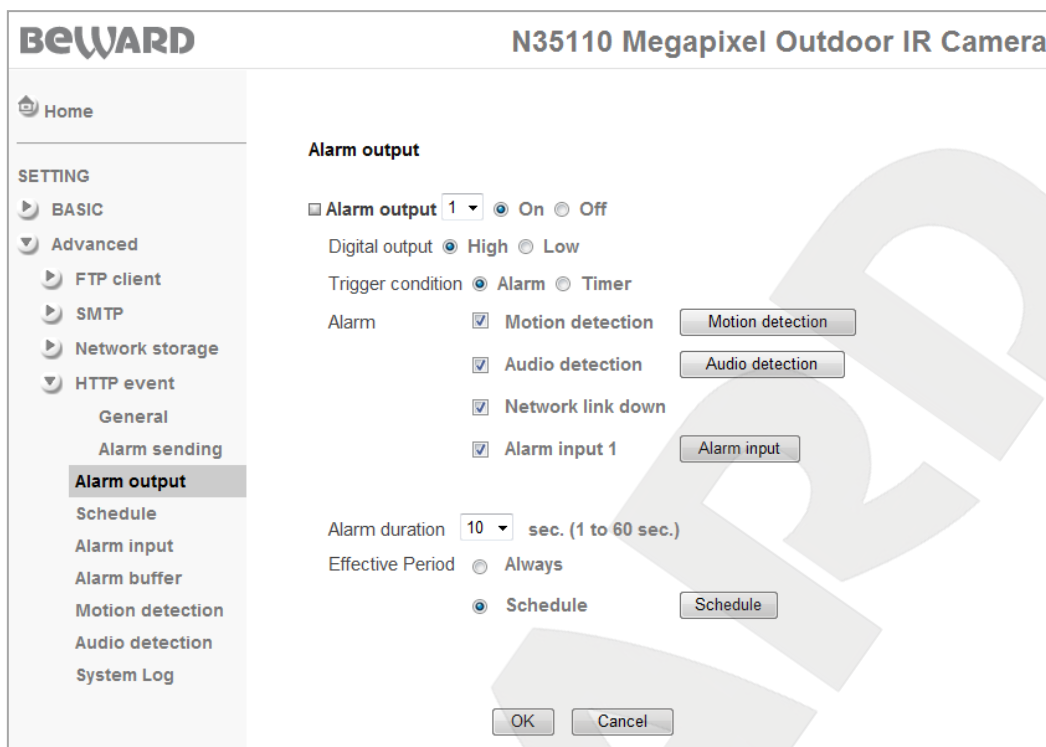 BEWARD
N35110 Megapixel Outdoor IR Camera
Home
SETTING
BASIC
Advanced
FTP client
SMTP
Network storage
HTTP event
General
Alarm sending
Alarm output
Schedule
Alarm input
Alarm buffer
Motion detection
Audio detection
System Log
Alarm output
Alarm output 1 On Off
Digital output High Low
Trigger condition Alarm Timer
Alarm Motion detection Motion detection
Audio detection Audio detection
Network link down
Alarm input 1 Alarm input
Alarm duration 10 sec. (1 to 60 sec.)
Effective Period Always
Schedule Schedule
OK Cancel